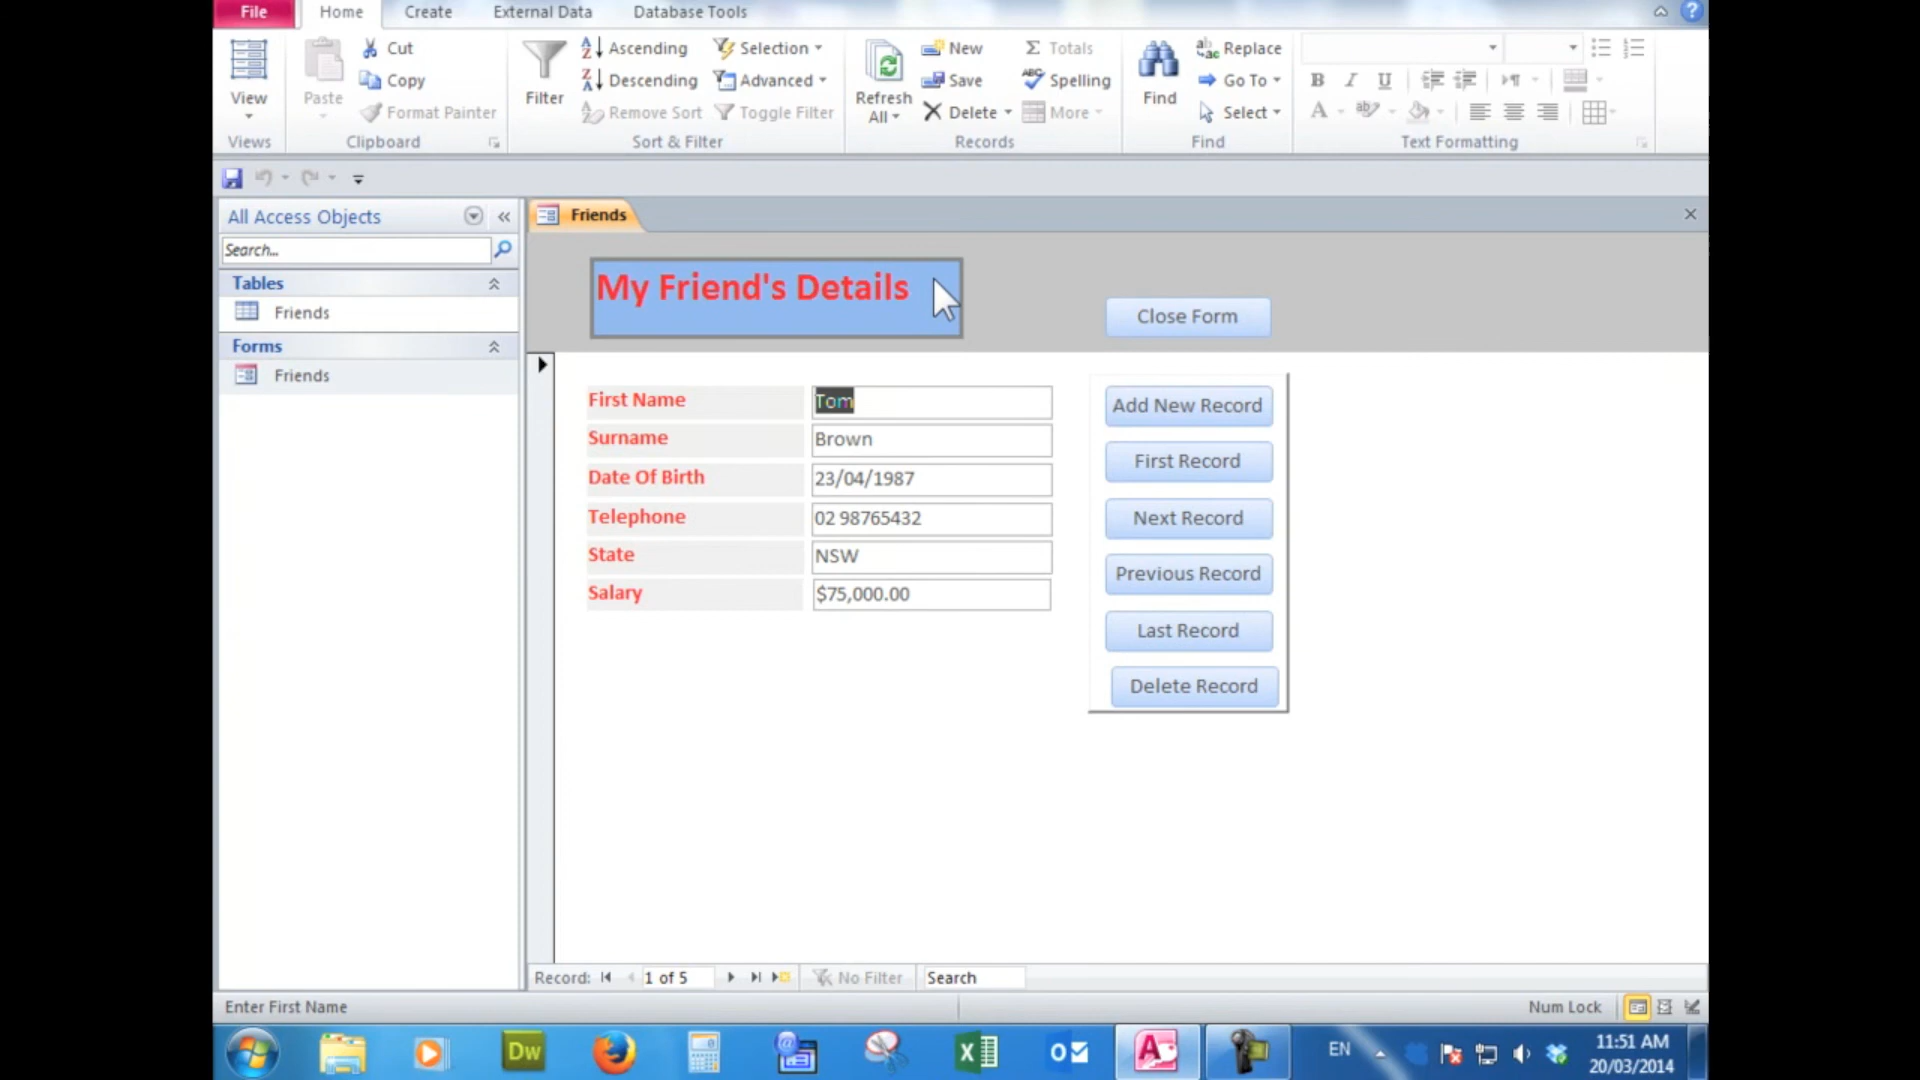 File Home Create External Data Database Tools
Cut Ascending Selection New Σ Totals Replace
Copy Descending Advanced Save Spelling Go To B I U
View Paste Format Painter Filter Remove Sort Toggle Filter Refresh All Delete More Find Select A
Views Clipboard Sort & Filter Records Find Text Formatting
All Access Objects
Search...
Tables
Friends
Forms
Friends
Friends
My Friend's Details
Close Form
First Name Tom
Surname Brown
Date Of Birth 23/04/1987
Telephone 02 98765432
State NSW
Salary $75,000.00
Add New Record
First Record
Next Record
Previous Record
Last Record
Delete Record
Record: 1 of 5 No Filter Search
Enter First Name Num Lock
Dw EN 11:51 AM
20/03/2014